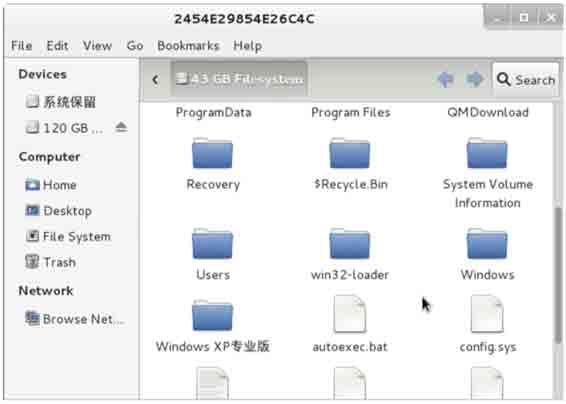 2454E29854E26C4C
File Edit View Go Bookmarks Help
Devices
系统保留
120 GB ...
Computer
Home
Desktop
File System
Trash
Network
Browse Net...
43 GB Filesystem
Search
ProgramData Program Files QMDownload
Recovery $Recycle.Bin System Volume
Information
Users win32-loader Windows
Windows XP专业版 autoexec.bat config.sys